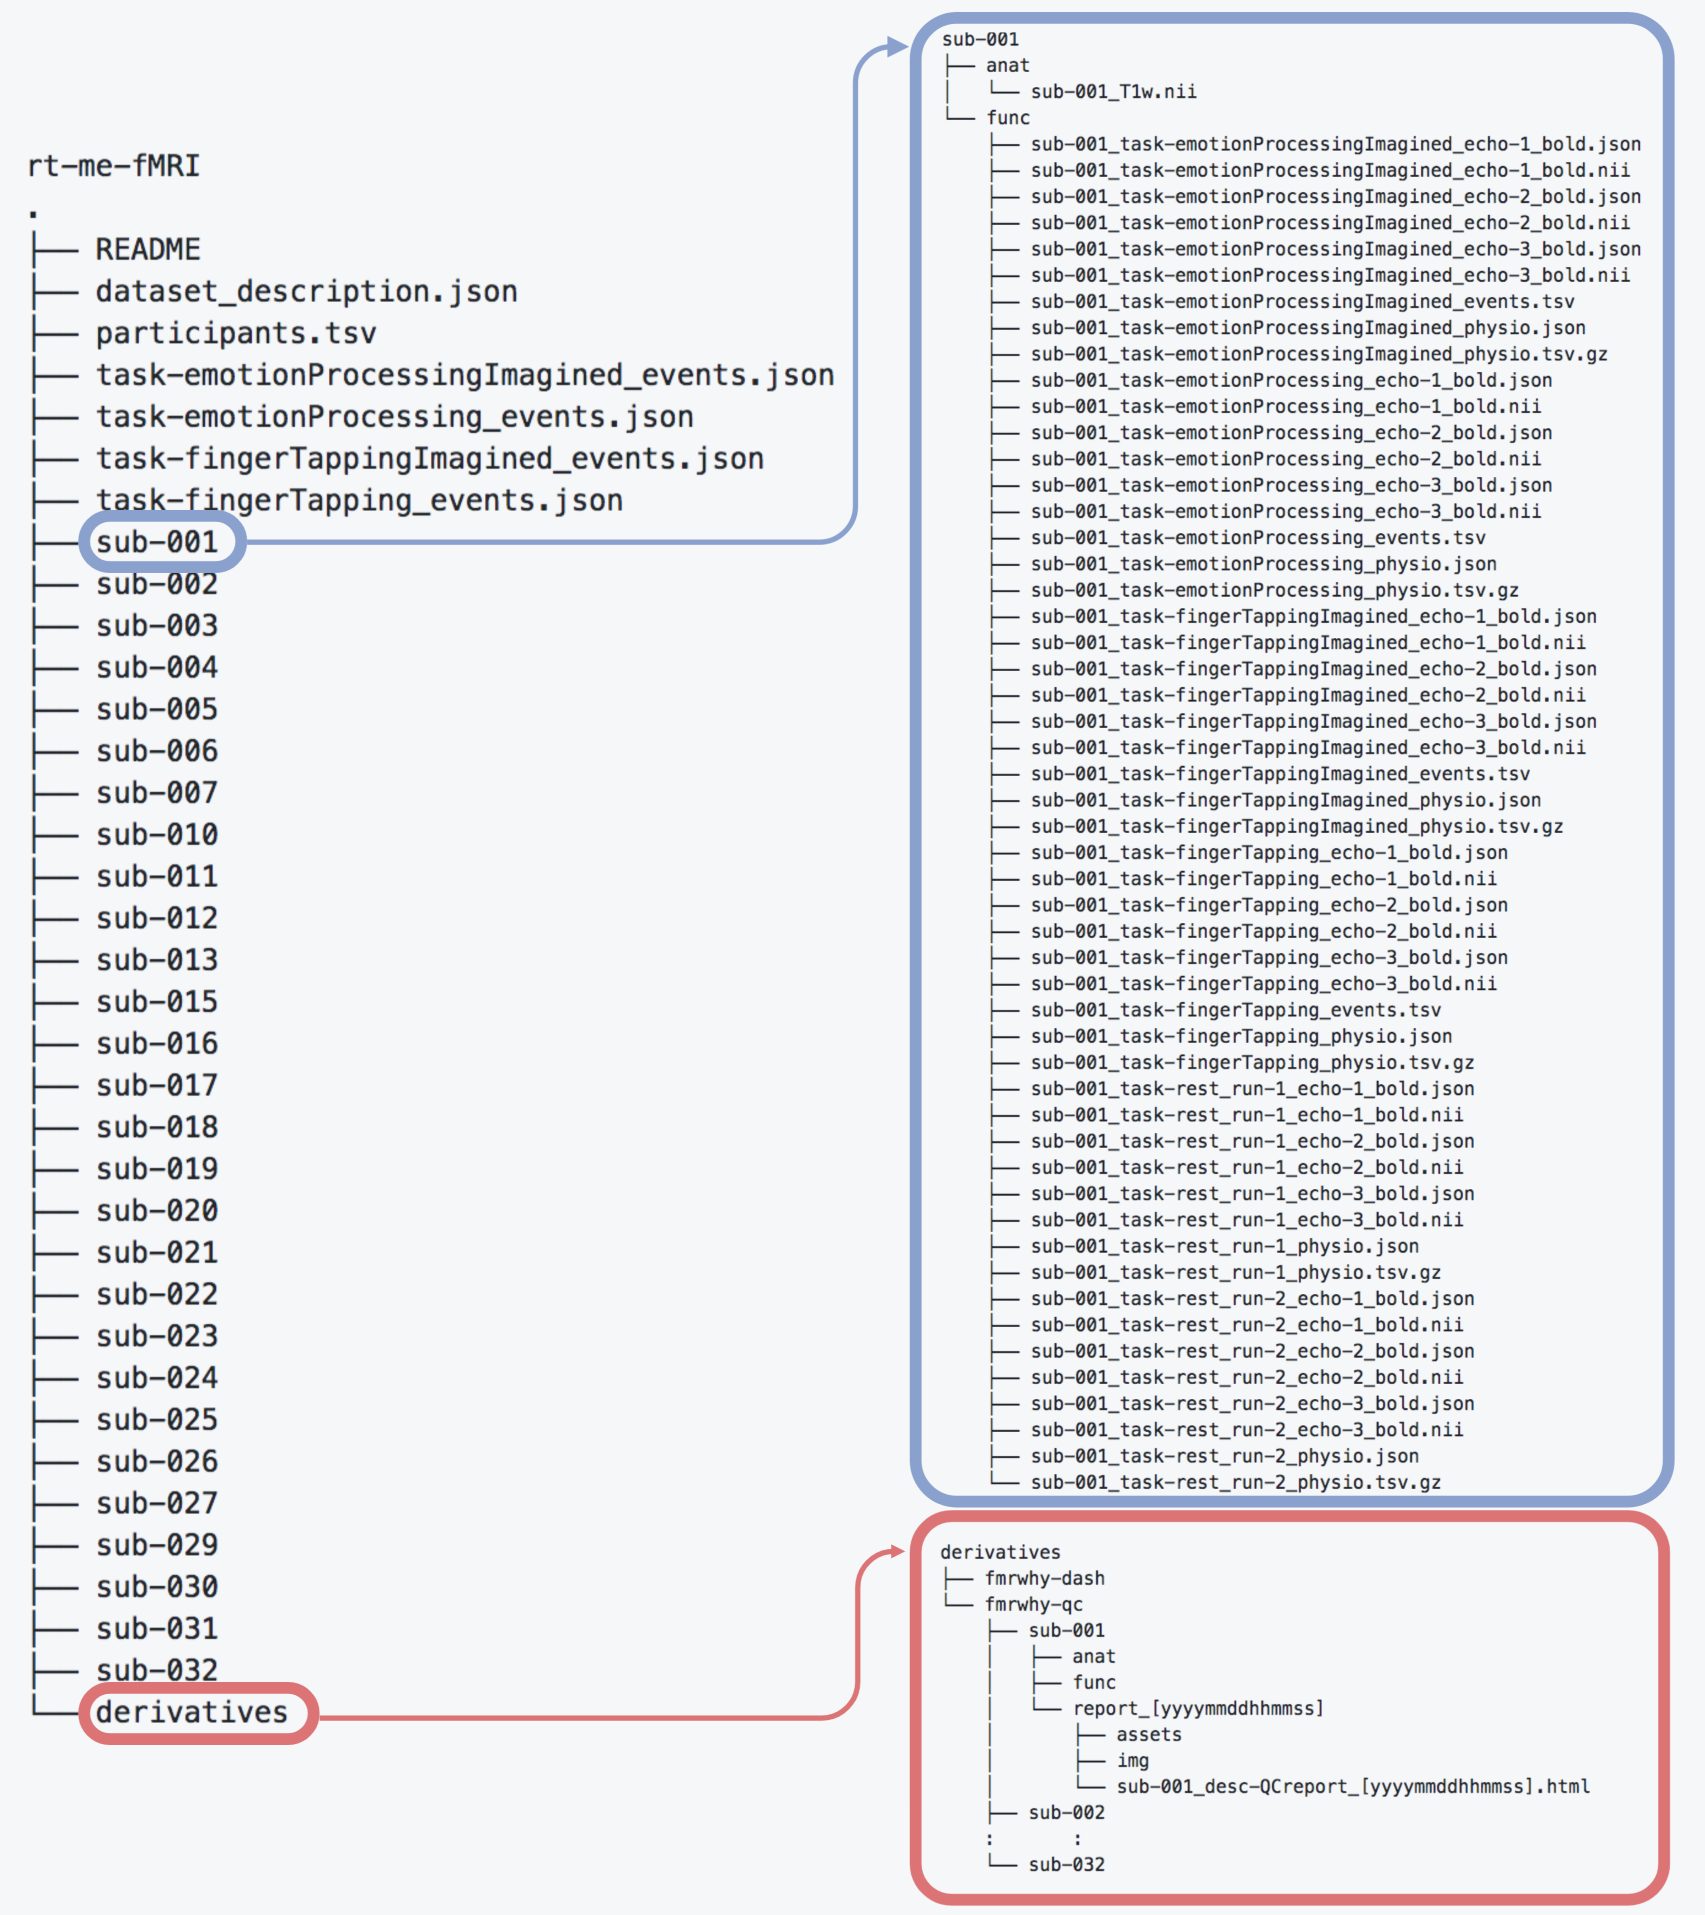 rt-me-fMRI
.
├── README
├── dataset_description.json
├── participants.tsv
├── task-emotionProcessingImagined_events.json
├── task-emotionProcessing_events.json
├── task-fingerTappingImagined_events.json
├── task-fingerTapping_events.json
├── sub-001
├── sub-002
├── sub-003
├── sub-004
├── sub-005
├── sub-006
├── sub-007
├── sub-010
├── sub-011
├── sub-012
├── sub-013
├── sub-015
├── sub-016
├── sub-017
├── sub-018
├── sub-019
├── sub-020
├── sub-021
├── sub-022
├── sub-023
├── sub-024
├── sub-025
├── sub-026
├── sub-027
├── sub-029
├── sub-030
├── sub-031
├── sub-032
└── derivatives
sub-001
├── anat
│   └── sub-001_T1w.nii
└── func
    ├── sub-001_task-emotionProcessingImagined_echo-1_bold.json
    ├── sub-001_task-emotionProcessingImagined_echo-1_bold.nii
    ├── sub-001_task-emotionProcessingImagined_echo-2_bold.json
    ├── sub-001_task-emotionProcessingImagined_echo-2_bold.nii
    ├── sub-001_task-emotionProcessingImagined_echo-3_bold.json
    ├── sub-001_task-emotionProcessingImagined_echo-3_bold.nii
    ├── sub-001_task-emotionProcessingImagined_events.tsv
    ├── sub-001_task-emotionProcessingImagined_physio.json
    ├── sub-001_task-emotionProcessingImagined_physio.tsv.gz
    ├── sub-001_task-emotionProcessing_echo-1_bold.json
    ├── sub-001_task-emotionProcessing_echo-1_bold.nii
    ├── sub-001_task-emotionProcessing_echo-2_bold.json
    ├── sub-001_task-emotionProcessing_echo-2_bold.nii
    ├── sub-001_task-emotionProcessing_echo-3_bold.json
    ├── sub-001_task-emotionProcessing_echo-3_bold.nii
    ├── sub-001_task-emotionProcessing_events.tsv
    ├── sub-001_task-emotionProcessing_physio.json
    ├── sub-001_task-emotionProcessing_physio.tsv.gz
    ├── sub-001_task-fingerTappingImagined_echo-1_bold.json
    ├── sub-001_task-fingerTappingImagined_echo-1_bold.nii
    ├── sub-001_task-fingerTappingImagined_echo-2_bold.json
    ├── sub-001_task-fingerTappingImagined_echo-2_bold.nii
    ├── sub-001_task-fingerTappingImagined_echo-3_bold.json
    ├── sub-001_task-fingerTappingImagined_echo-3_bold.nii
    ├── sub-001_task-fingerTappingImagined_events.tsv
    ├── sub-001_task-fingerTappingImagined_physio.json
    ├── sub-001_task-fingerTappingImagined_physio.tsv.gz
    ├── sub-001_task-fingerTapping_echo-1_bold.json
    ├── sub-001_task-fingerTapping_echo-1_bold.nii
    ├── sub-001_task-fingerTapping_echo-2_bold.json
    ├── sub-001_task-fingerTapping_echo-2_bold.nii
    ├── sub-001_task-fingerTapping_echo-3_bold.json
    ├── sub-001_task-fingerTapping_echo-3_bold.nii
    ├── sub-001_task-fingerTapping_events.tsv
    ├── sub-001_task-fingerTapping_physio.json
    ├── sub-001_task-fingerTapping_physio.tsv.gz
    ├── sub-001_task-rest_run-1_echo-1_bold.json
    ├── sub-001_task-rest_run-1_echo-1_bold.nii
    ├── sub-001_task-rest_run-1_echo-2_bold.json
    ├── sub-001_task-rest_run-1_echo-2_bold.nii
    ├── sub-001_task-rest_run-1_echo-3_bold.json
    ├── sub-001_task-rest_run-1_echo-3_bold.nii
    ├── sub-001_task-rest_run-1_physio.json
    ├── sub-001_task-rest_run-1_physio.tsv.gz
    ├── sub-001_task-rest_run-2_echo-1_bold.json
    ├── sub-001_task-rest_run-2_echo-1_bold.nii
    ├── sub-001_task-rest_run-2_echo-2_bold.json
    ├── sub-001_task-rest_run-2_echo-2_bold.nii
    ├── sub-001_task-rest_run-2_echo-3_bold.json
    ├── sub-001_task-rest_run-2_echo-3_bold.nii
    ├── sub-001_task-rest_run-2_physio.json
    └── sub-001_task-rest_run-2_physio.tsv.gz
derivatives
├── fmrwhy-dash
└── fmrwhy-qc
    ├── sub-001
    │   ├── anat
    │   ├── func
    │   └── report_[yyyymmddhhmmss]
    │       ├── assets
    │       ├── img
    │       └── sub-001_desc-QCreport_[yyyymmddhhmmss].html
    ├── sub-002
    :       :
    └── sub-032